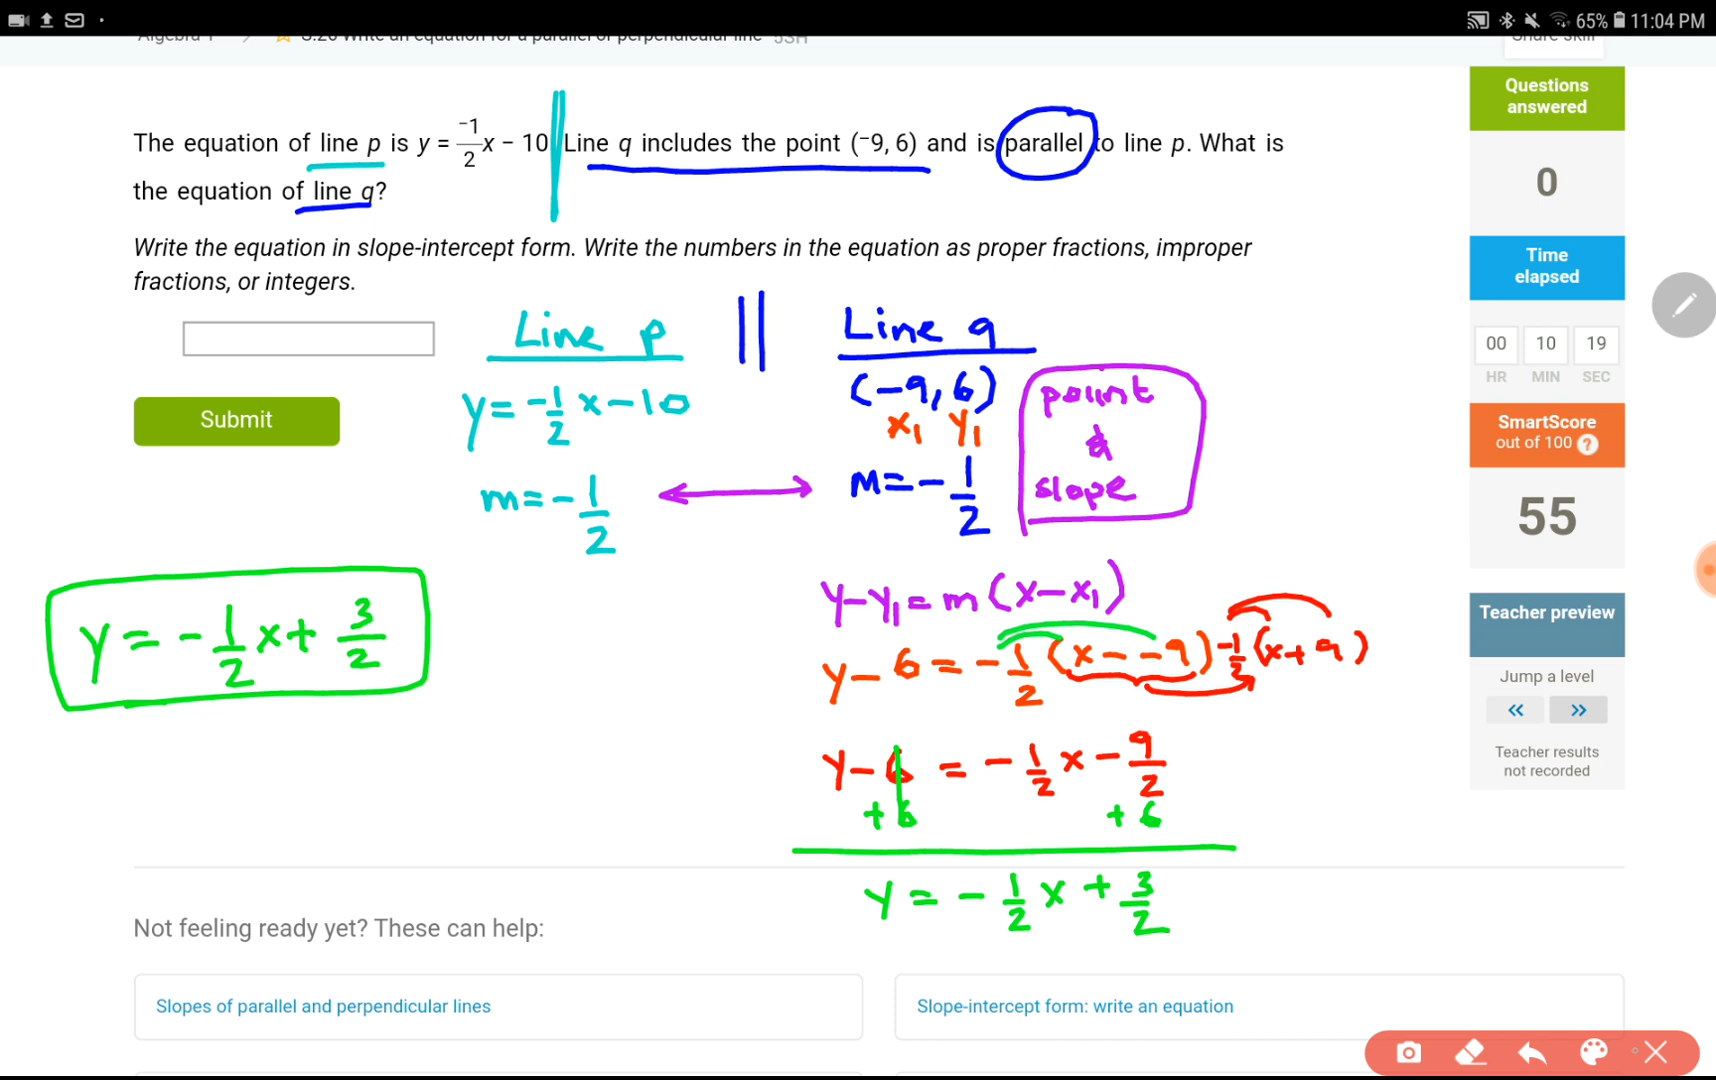 65% 11:04 PM
The equation of line p is y = -1/2 x - 10 Line q includes the point (-9, 6) and is parallel to line p. What is
the equation of line q?
Write the equation in slope-intercept form. Write the numbers in the equation as proper fractions, improper
fractions, or integers.
Submit
Line p || Line q
y = -1/2 x - 10
m = -1/2
(-9, 6)
x₁ y₁
m = -1/2
point
&
slope
y - y₁ = m(x - x₁)
y - 6 = -1/2 (x - -9) -1/2 (x + 9)
y - 6 = -1/2 x - 9/2
+ 6 + 6
y = -1/2 x + 3/2
y = -1/2 x + 3/2
Questions
answered
0
Time
elapsed
00 10 19
HR MIN SEC
SmartScore
out of 100 ?
55
Teacher preview
Jump a level
<< >>
Teacher results
not recorded
Not feeling ready yet? These can help:
Slopes of parallel and perpendicular lines
Slope-intercept form: write an equation